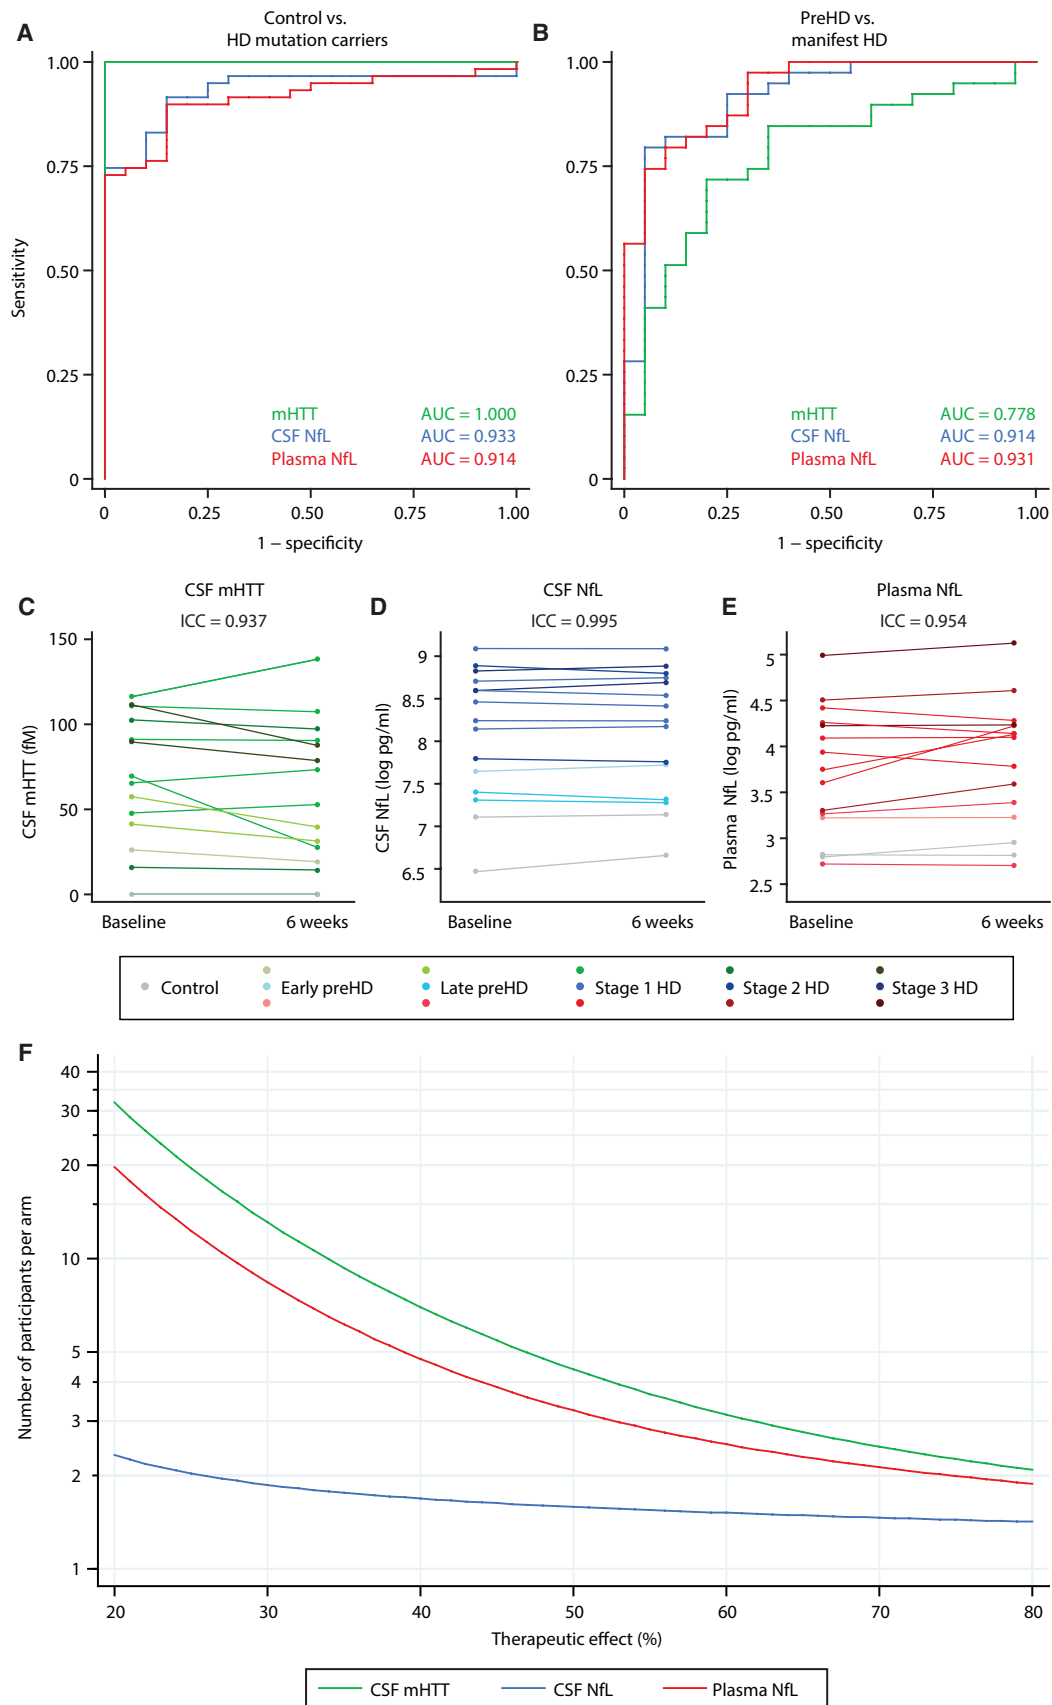 A
Control vs.
HD mutation carriers
B
PreHD vs.
manifest HD
Sensitivity
1.00
0.75
0.50
0.25
0
mHTT AUC = 1.000
CSF NfL AUC = 0.933
Plasma NfL AUC = 0.914
0 0.25 0.50 0.75 1.00
1 – specificity
1.00
0.75
0.50
0.25
0
mHTT AUC = 0.778
CSF NfL AUC = 0.914
Plasma NfL AUC = 0.931
0 0.25 0.50 0.75 1.00
1 – specificity
C
CSF mHTT
ICC = 0.937
CSF mHTT (fM)
150
100
50
0
Baseline 6 weeks
D
CSF NfL
ICC = 0.995
CSF NfL (log pg/ml)
9
8.5
8
7.5
7
6.5
Baseline 6 weeks
E
Plasma NfL
ICC = 0.954
Plasma NfL (log pg/ml)
5
4.5
4
3.5
3
2.5
Baseline 6 weeks
Control Early preHD Late preHD Stage 1 HD Stage 2 HD Stage 3 HD
F
Number of participants per arm
40
30
20
10
5
4
3
2
1
20 30 40 50 60 70 80
Therapeutic effect (%)
CSF mHTT CSF NfL Plasma NfL